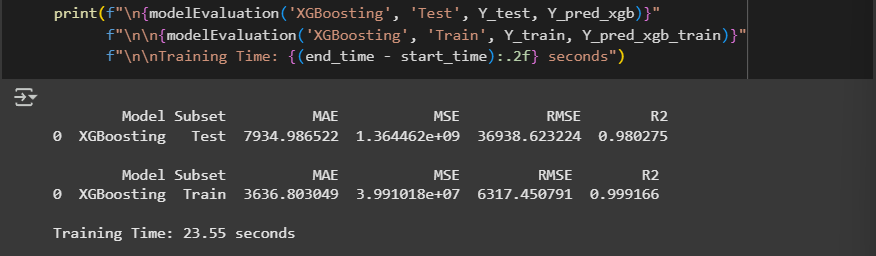 print(f"\n{modelEvaluation('XGBoosting', 'Test', Y_test, Y_pred_xgb)}"
f"\n\n{modelEvaluation('XGBoosting', 'Train', Y_train, Y_pred_xgb_train)}"
f"\n\nTraining Time: {(end_time - start_time):.2f} seconds")
Model Subset MAE MSE RMSE R2
0 XGBoosting Test 7934.986522 1.364462e+09 36938.623224 0.980275
Model Subset MAE MSE RMSE R2
0 XGBoosting Train 3636.803049 3.991018e+07 6317.450791 0.999166
Training Time: 23.55 seconds